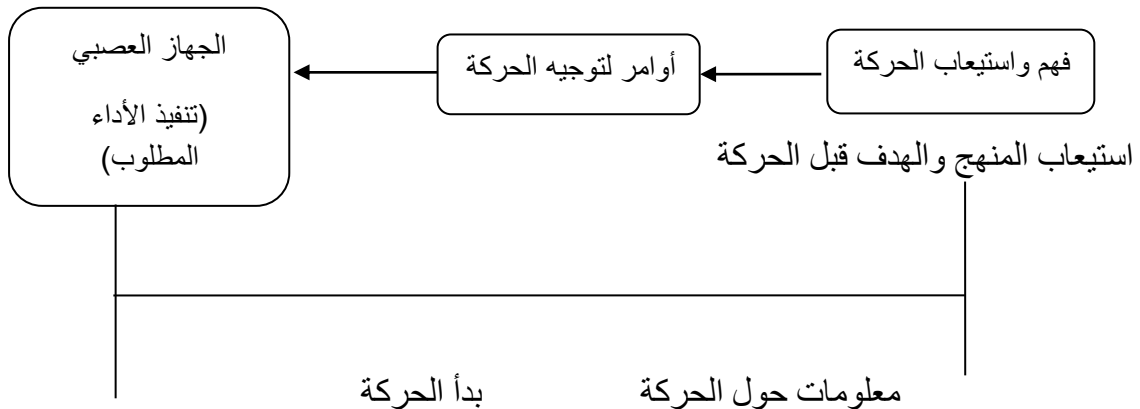 فهم واستيعاب الحركة
أوامر لتوجيه الحركة
الجهاز العصبي
(تنفيذ الأداء
المطلوب)
استيعاب المنهج والهدف قبل الحركة
معلومات حول الحركة
بدأ الحركة